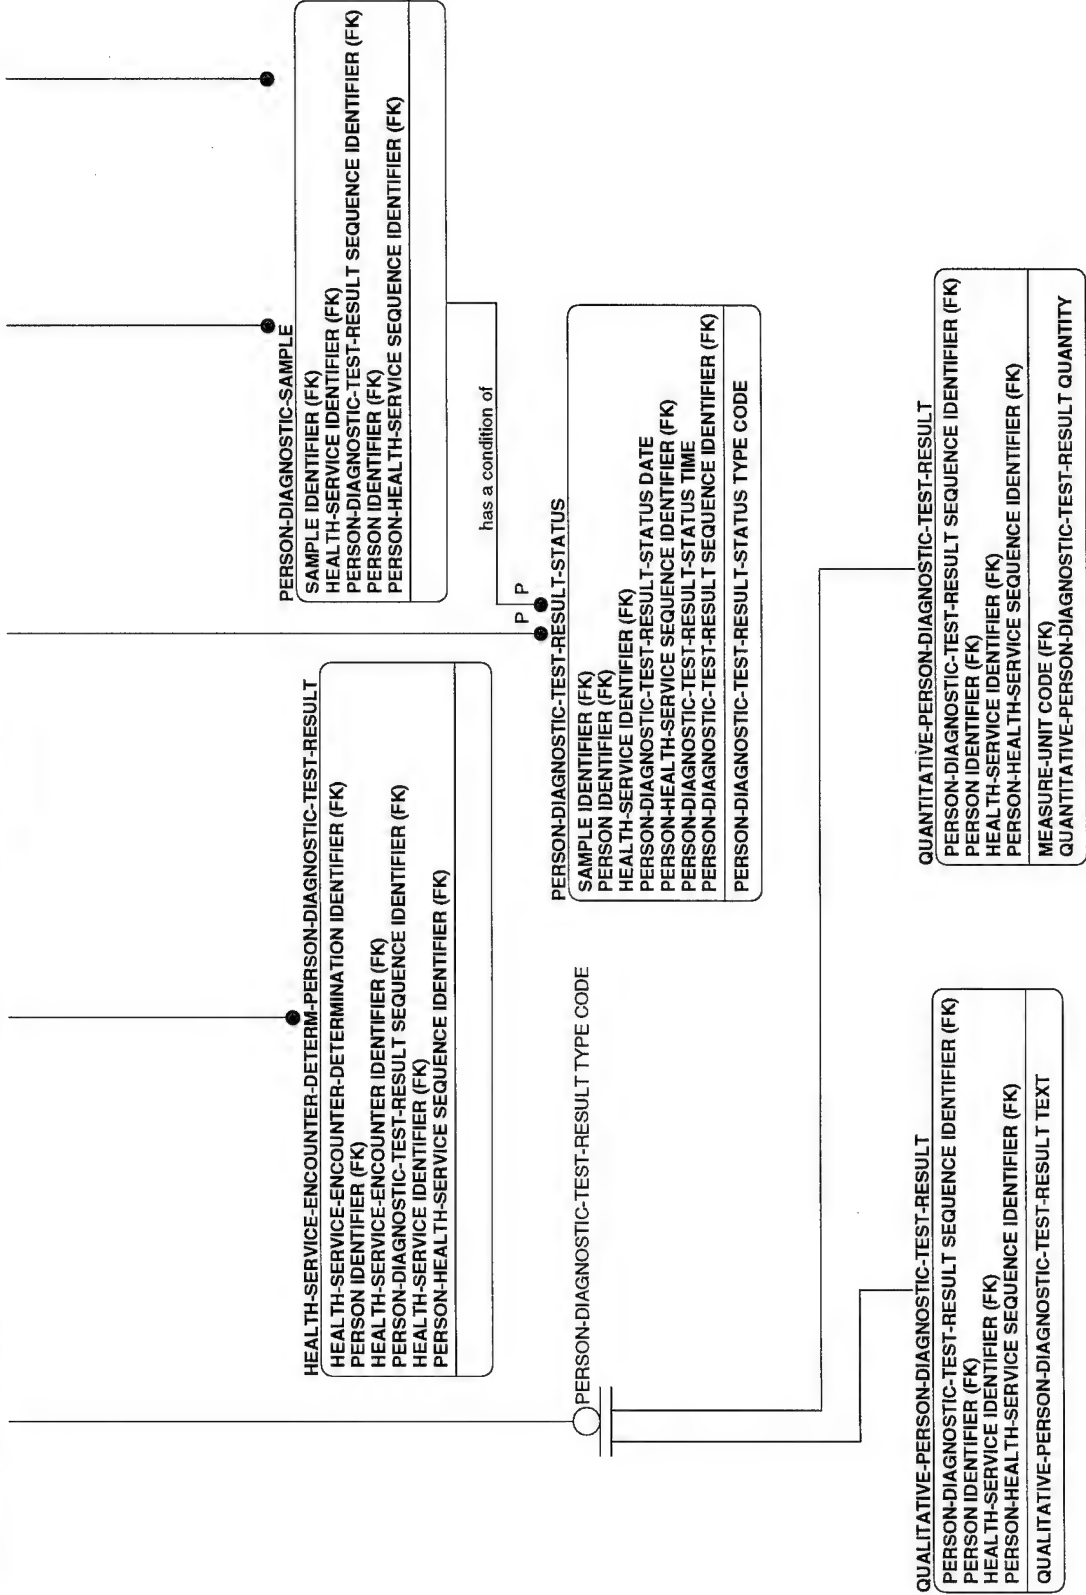 PERSON-DIAGNOSTIC-SAMPLE
SAMPLE IDENTIFIER (FK)
HEALTH-SERVICE IDENTIFIER (FK)
PERSON-DIAGNOSTIC-TEST-RESULT SEQUENCE IDENTIFIER (FK)
PERSON IDENTIFIER (FK)
PERSON-HEALTH-SERVICE SEQUENCE IDENTIFIER (FK)
has a condition of
HEALTH-SERVICE-ENCOUNTER-DETERM-PERSON-DIAGNOSTIC-TEST-RESULT
HEALTH-SERVICE-ENCOUNTER-DETERMINATION IDENTIFIER (FK)
PERSON IDENTIFIER (FK)
HEALTH-SERVICE-ENCOUNTER IDENTIFIER (FK)
PERSON-DIAGNOSTIC-TEST-RESULT SEQUENCE IDENTIFIER (FK)
HEALTH-SERVICE IDENTIFIER (FK)
PERSON-HEALTH-SERVICE SEQUENCE IDENTIFIER (FK)
P
P
PERSON-DIAGNOSTIC-TEST-RESULT-STATUS
SAMPLE IDENTIFIER (FK)
PERSON IDENTIFIER (FK)
HEALTH-SERVICE IDENTIFIER (FK)
PERSON-DIAGNOSTIC-TEST-RESULT-STATUS DATE
PERSON-HEALTH-SERVICE SEQUENCE IDENTIFIER (FK)
PERSON-DIAGNOSTIC-TEST-RESULT-STATUS TIME
PERSON-DIAGNOSTIC-TEST-RESULT SEQUENCE IDENTIFIER (FK)
PERSON-DIAGNOSTIC-TEST-RESULT-STATUS TYPE CODE
PERSON-DIAGNOSTIC-TEST-RESULT TYPE CODE
QUALITATIVE-PERSON-DIAGNOSTIC-TEST-RESULT
PERSON-DIAGNOSTIC-TEST-RESULT SEQUENCE IDENTIFIER (FK)
PERSON IDENTIFIER (FK)
HEALTH-SERVICE IDENTIFIER (FK)
PERSON-HEALTH-SERVICE SEQUENCE IDENTIFIER (FK)
QUALITATIVE-PERSON-DIAGNOSTIC-TEST-RESULT TEXT
QUANTITATIVE-PERSON-DIAGNOSTIC-TEST-RESULT
PERSON-DIAGNOSTIC-TEST-RESULT SEQUENCE IDENTIFIER (FK)
PERSON IDENTIFIER (FK)
HEALTH-SERVICE IDENTIFIER (FK)
PERSON-HEALTH-SERVICE SEQUENCE IDENTIFIER (FK)
MEASURE-UNIT CODE (FK)
QUANTITATIVE-PERSON-DIAGNOSTIC-TEST-RESULT QUANTITY